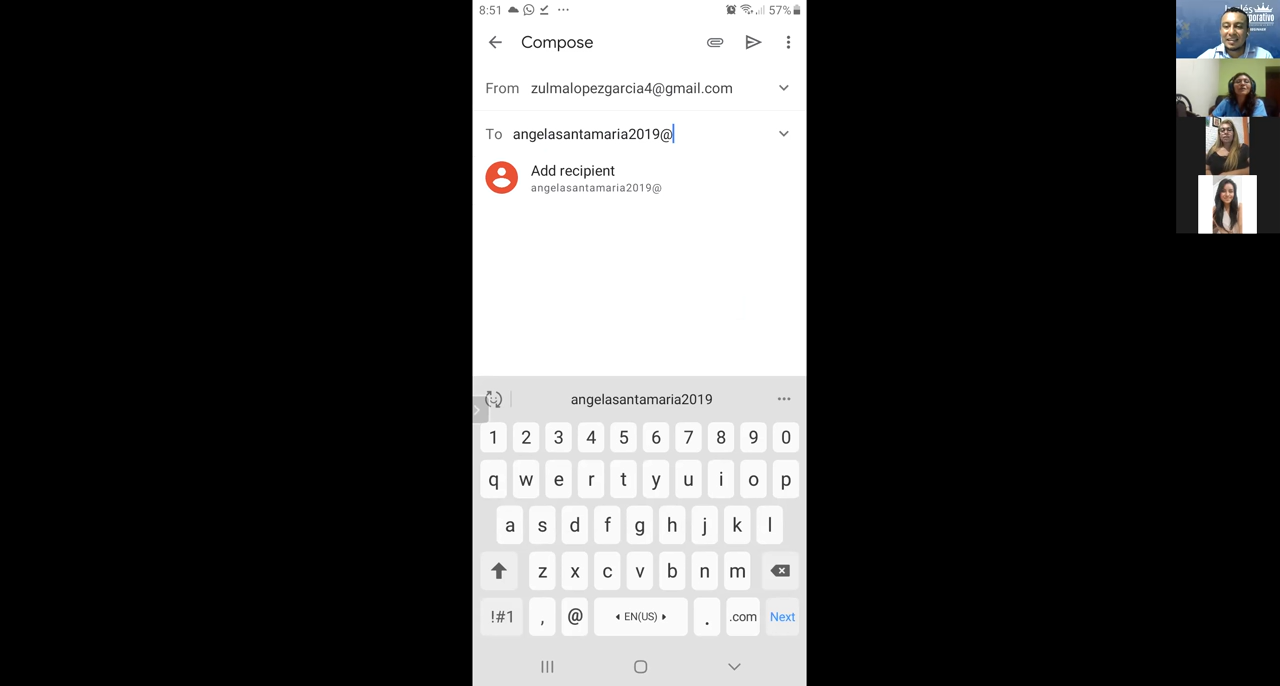 8:51 57%
Compose
From zulmalopezgarcia4@gmail.com
To angelasantamaria2019@
Add recipient
angelasantamaria2019@
angelasantamaria2019
1 2 3 4 5 6 7 8 9 0
q w e r t y u i o p
a s d f g h j k l
z x c v b n m
!#1 , @ EN(US) . .com Next